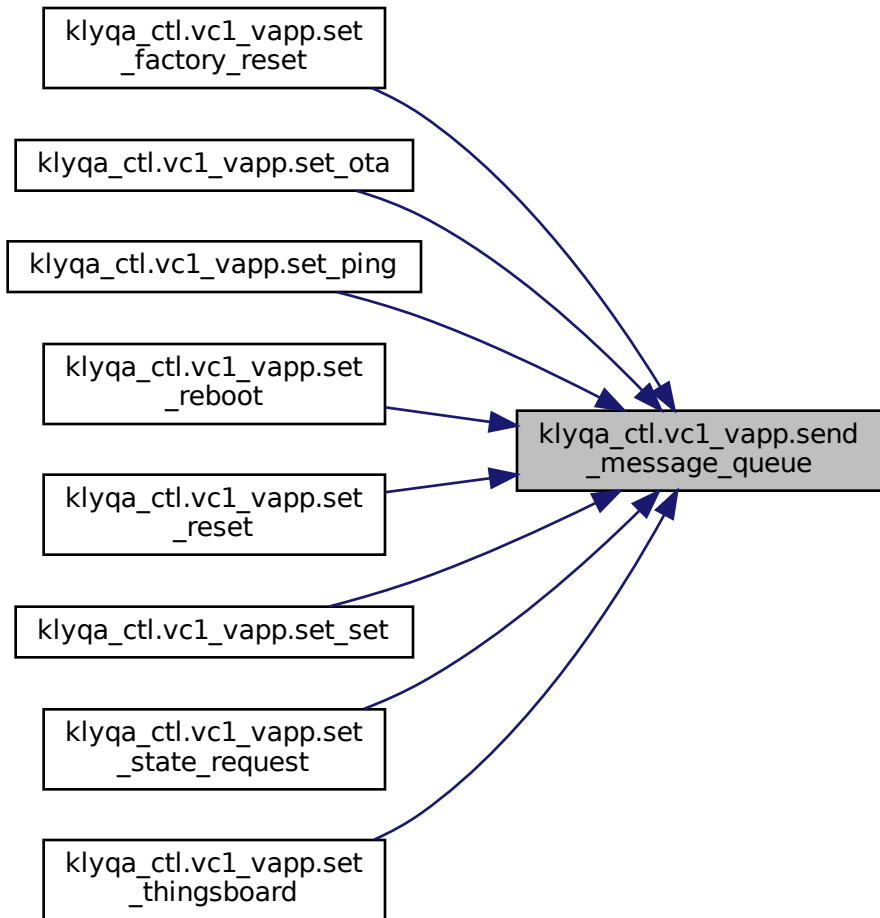 klyqa_ctl.vc1_vapp.set
_factory_reset
klyqa_ctl.vc1_vapp.set_ota
klyqa_ctl.vc1_vapp.set_ping
klyqa_ctl.vc1_vapp.set
_reboot
klyqa_ctl.vc1_vapp.send
_message_queue
klyqa_ctl.vc1_vapp.set
_reset
klyqa_ctl.vc1_vapp.set_set
klyqa_ctl.vc1_vapp.set
_state_request
klyqa_ctl.vc1_vapp.set
_thingsboard